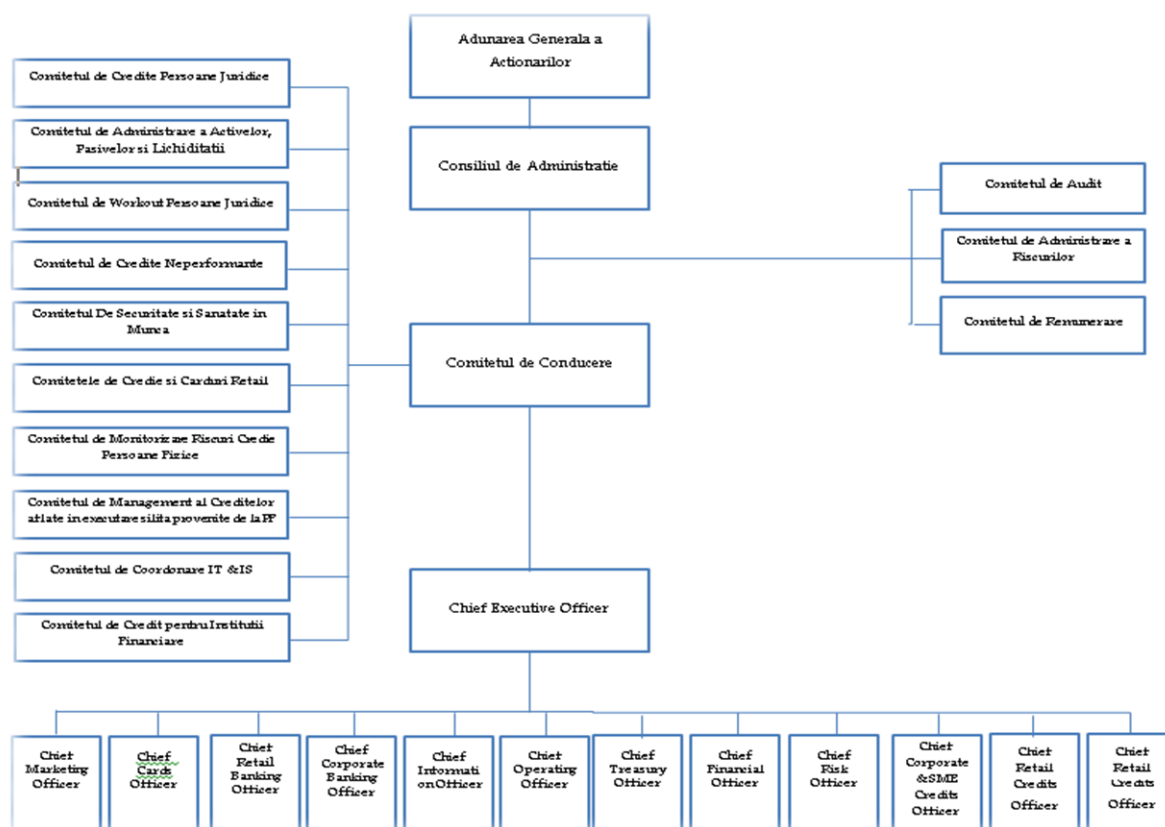 Adunarea Generala a
Actionarilor
Comitetul de Credite Persoane Juridice
Comitetul de Administrare a Activelor,
Pasivelor si Lichiditatii
Consiliul de Administratie
Comitetul de Audit
Comitetul de Workout Persoane Juridice
Comitetul de Administrare a
Riscurilor
Comitetul de Credite Neperformante
Comitetul De Securitate si Sanatate in
Munca
Comitetul de Remunerare
Comitetul de Conducere
Comitetele de Credie si Carduri Retail
Comitetul de Monitorizare Riscuri Credie
Persoane Fizice
Comitetul de Management al Creditelor
aflate in executare silita provenite de la PF
Comitetul de Coordonare IT &IS
Chief Executive Officer
Comitetul de Credit pentru Institutii
Financiare
Chief
Marketing
Officer
Chief
Cards
Officer
Chief
Retail
Banking
Officer
Chief
Corporate
Banking
Officer
Chief
Informati
on Officer
Chief
Operating
Officer
Chief
Treasury
Officer
Chief
Financial
Officer
Chief
Risk
Officer
Chief
Corporate
&SME
Credits
Officer
Chief
Retail
Credits
Officer
Chief
Retail
Credits
Officer